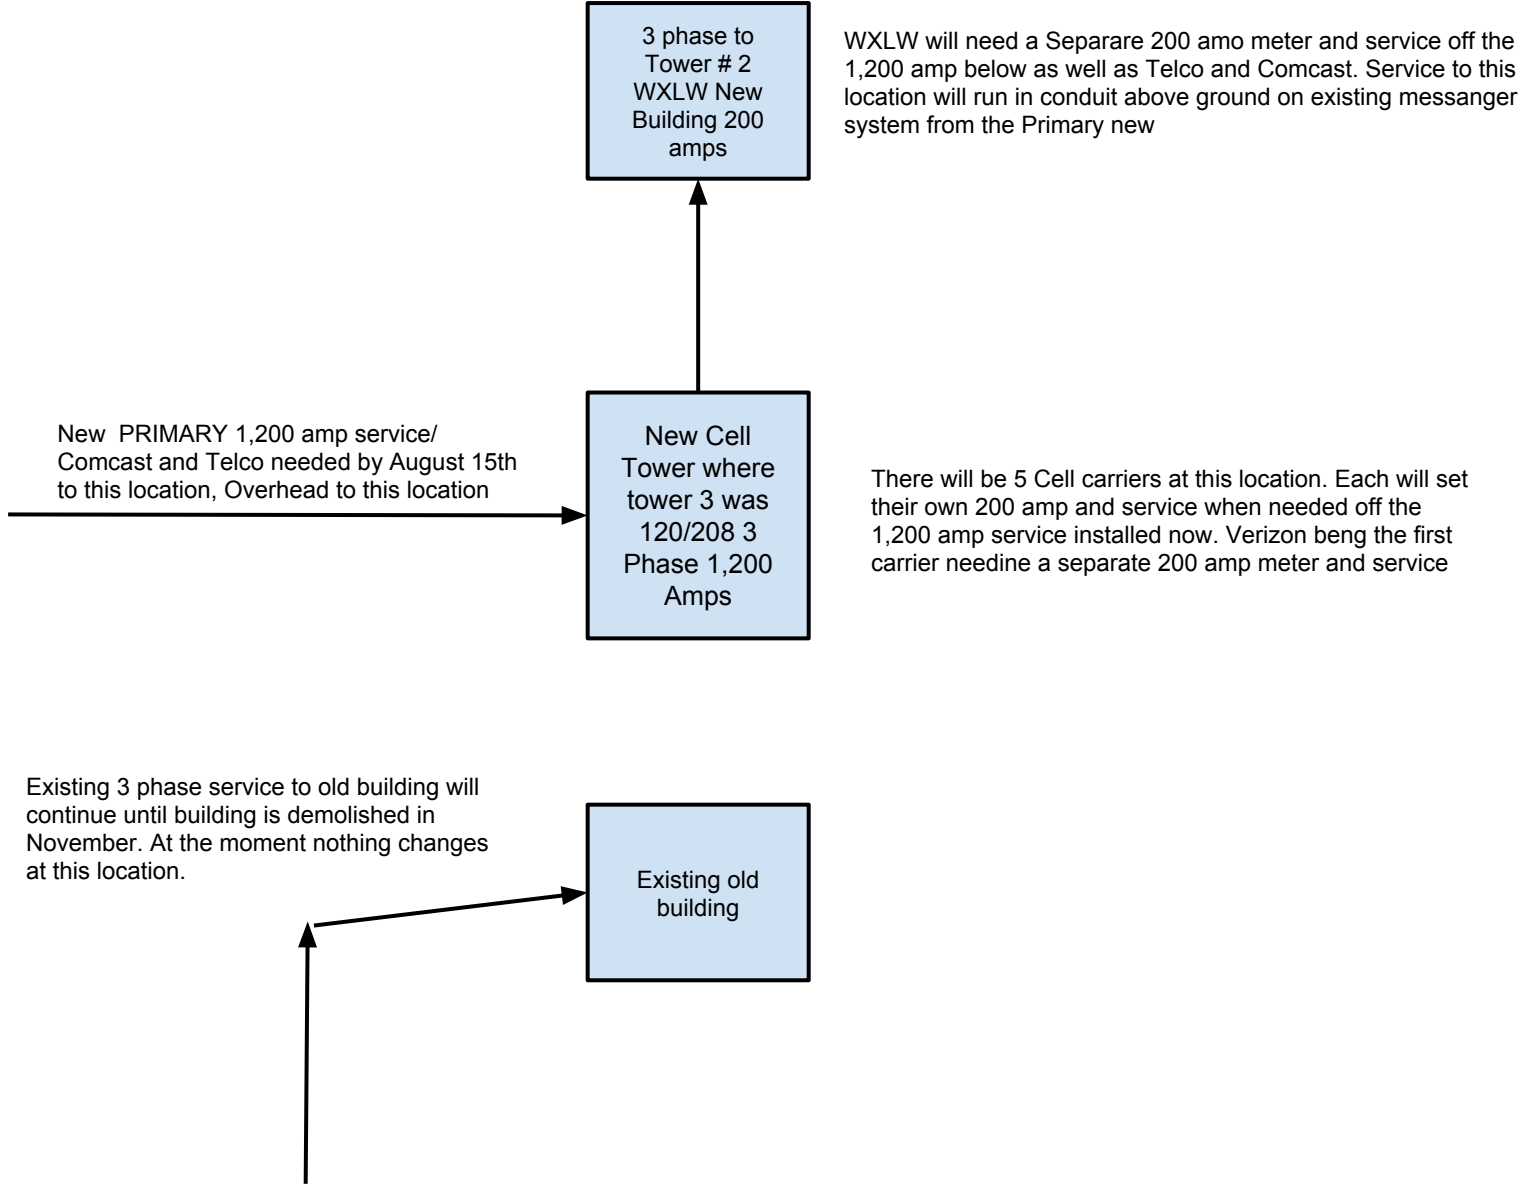 3 phase to
Tower # 2
WXLW New
Building 200
amps
WXLW will need a Separare 200 amo meter and service off the
1,200 amp below as well as Telco and Comcast. Service to this
location will run in conduit above ground on existing messanger
system from the Primary new
New PRIMARY 1,200 amp service/
Comcast and Telco needed by August 15th
to this location, Overhead to this location
New Cell
Tower where
tower 3 was
120/208 3
Phase 1,200
Amps
There will be 5 Cell carriers at this location. Each will set
their own 200 amp and service when needed off the
1,200 amp service installed now. Verizon beng the first
carrier needine a separate 200 amp meter and service
Existing 3 phase service to old building will
continue until building is demolished in
November. At the moment nothing changes
at this location.
Existing old
building